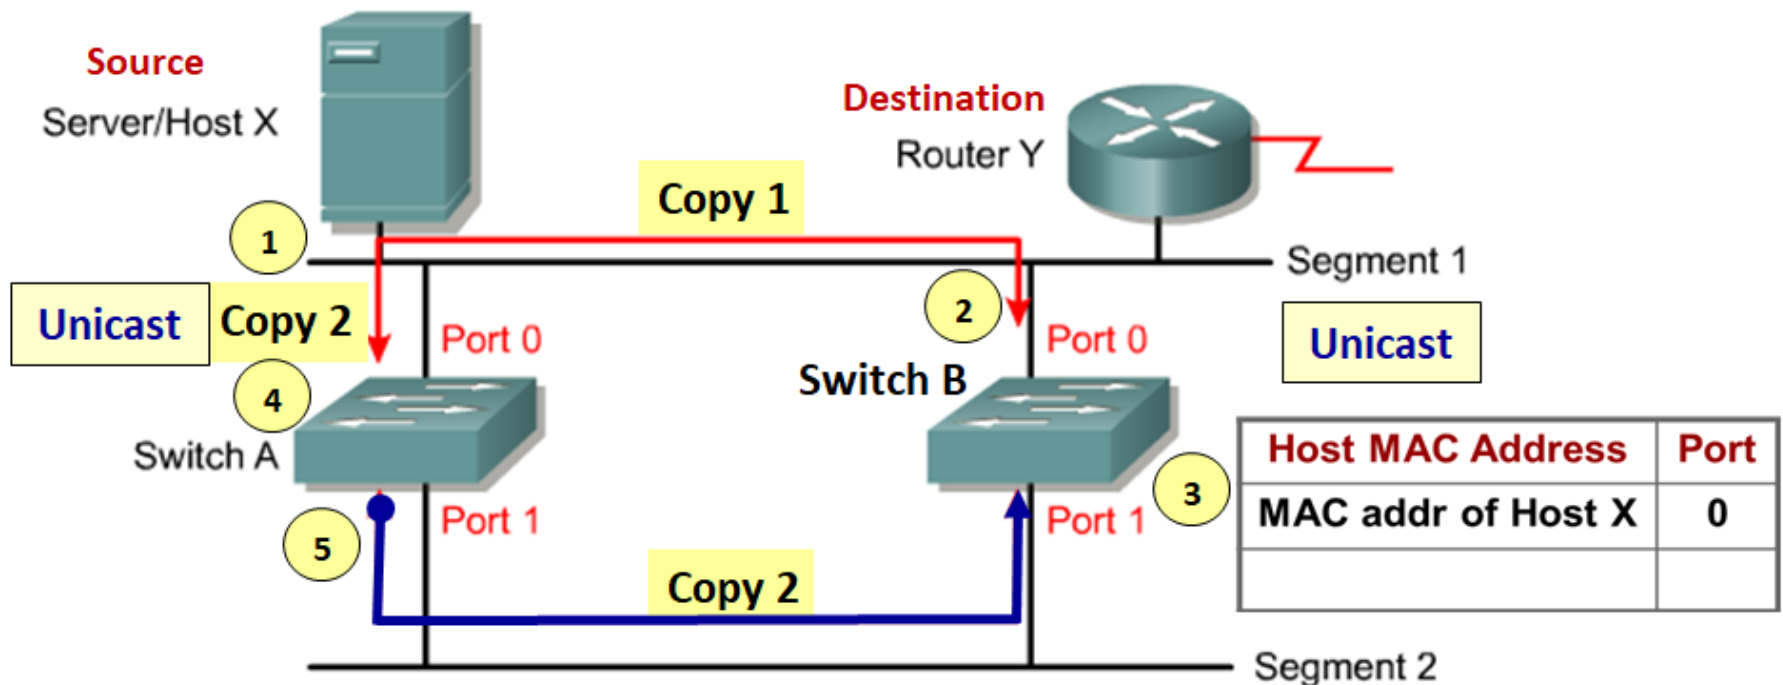 Source
Server/Host X
Destination
Router Y
Copy 1
1
Segment 1
Unicast
Copy 2
2
Port 0
Port 0
Unicast
4
Switch B
Switch A
3
Host MAC Address Port
MAC addr of Host X 0
5
Port 1
Port 1
Copy 2
Segment 2